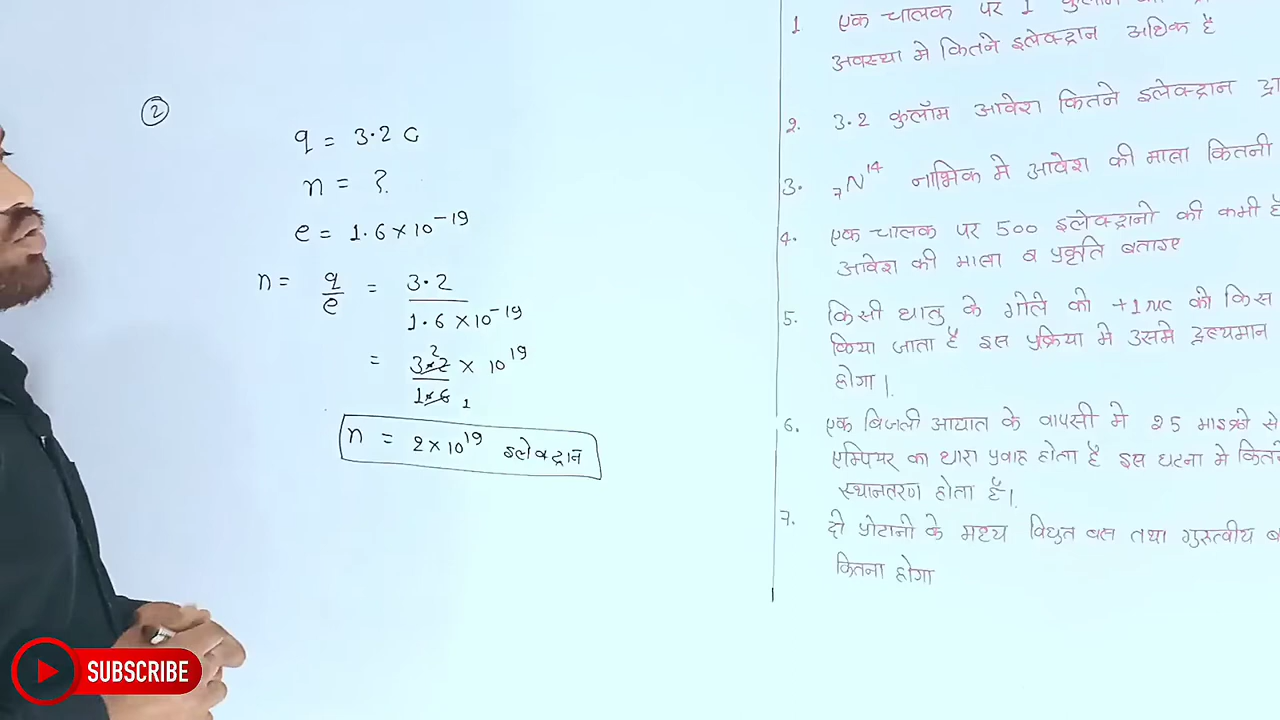 2
q = 3.2 C
n = ?
e = 1.6 × 10⁻¹⁹
n = q/e = 3.2 / 1.6 × 10⁻¹⁹
= 3.2 2 / 1.6 1 × 10¹⁹
n = 2 × 10¹⁹ इलेक्ट्रान
1 एक चालक पर 1 कुलाम
अवस्था मे कितने इलेक्ट्रान अधिक है
2. 3.2 कुलॉम आवेश कितने इलेक्ट्रान
3. ₇N¹⁴ नाभिक मे आवेश की मात्रा कितनी
4. एक चालक पर 500 इलेक्ट्रानो की कमी है
आवेश की मात्रा व प्रकृति बताइए
5. किसी धातु के गोले को +1μc को किस
किया जाता है इस प्रक्रिया मे उसमे द्रव्यमान
होगा।
6. एक बिजली आघात के वापसी मे 25 माइक्रो से
एम्पियर का धारा प्रवाह होता है इस घटना मे
स्थानतरण होता है।
7. दो प्रोटानो के मध्य विधुत बल तथा गुरुत्वीय
कितना होगा
SUBSCRIBE